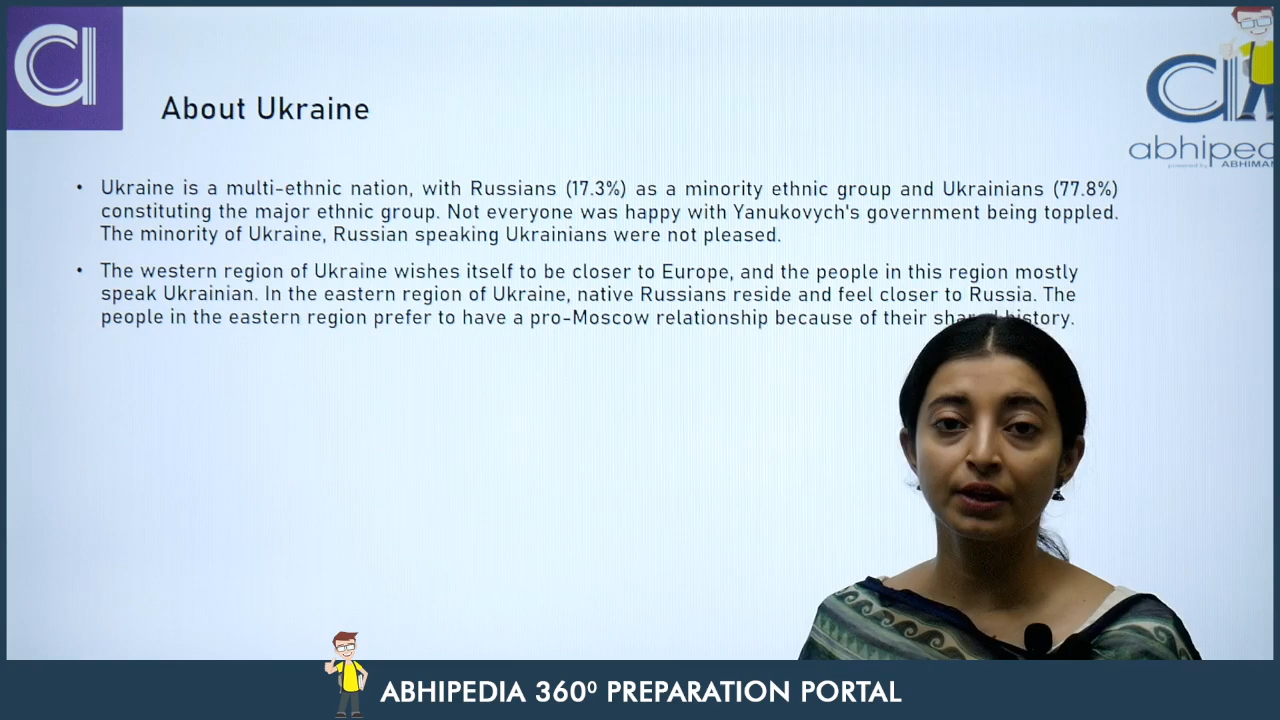 About Ukraine
abhiped
powered by ABHIMAN
• Ukraine is a multi-ethnic nation, with Russians (17.3%) as a minority ethnic group and Ukrainians (77.8%)
constituting the major ethnic group. Not everyone was happy with Yanukovych's government being toppled.
The minority of Ukraine, Russian speaking Ukrainians were not pleased.
• The western region of Ukraine wishes itself to be closer to Europe, and the people in this region mostly
speak Ukrainian. In the eastern region of Ukraine, native Russians reside and feel closer to Russia. The
people in the eastern region prefer to have a pro-Moscow relationship because of their shared history.
ABHIPEDIA 360⁰ PREPARATION PORTAL